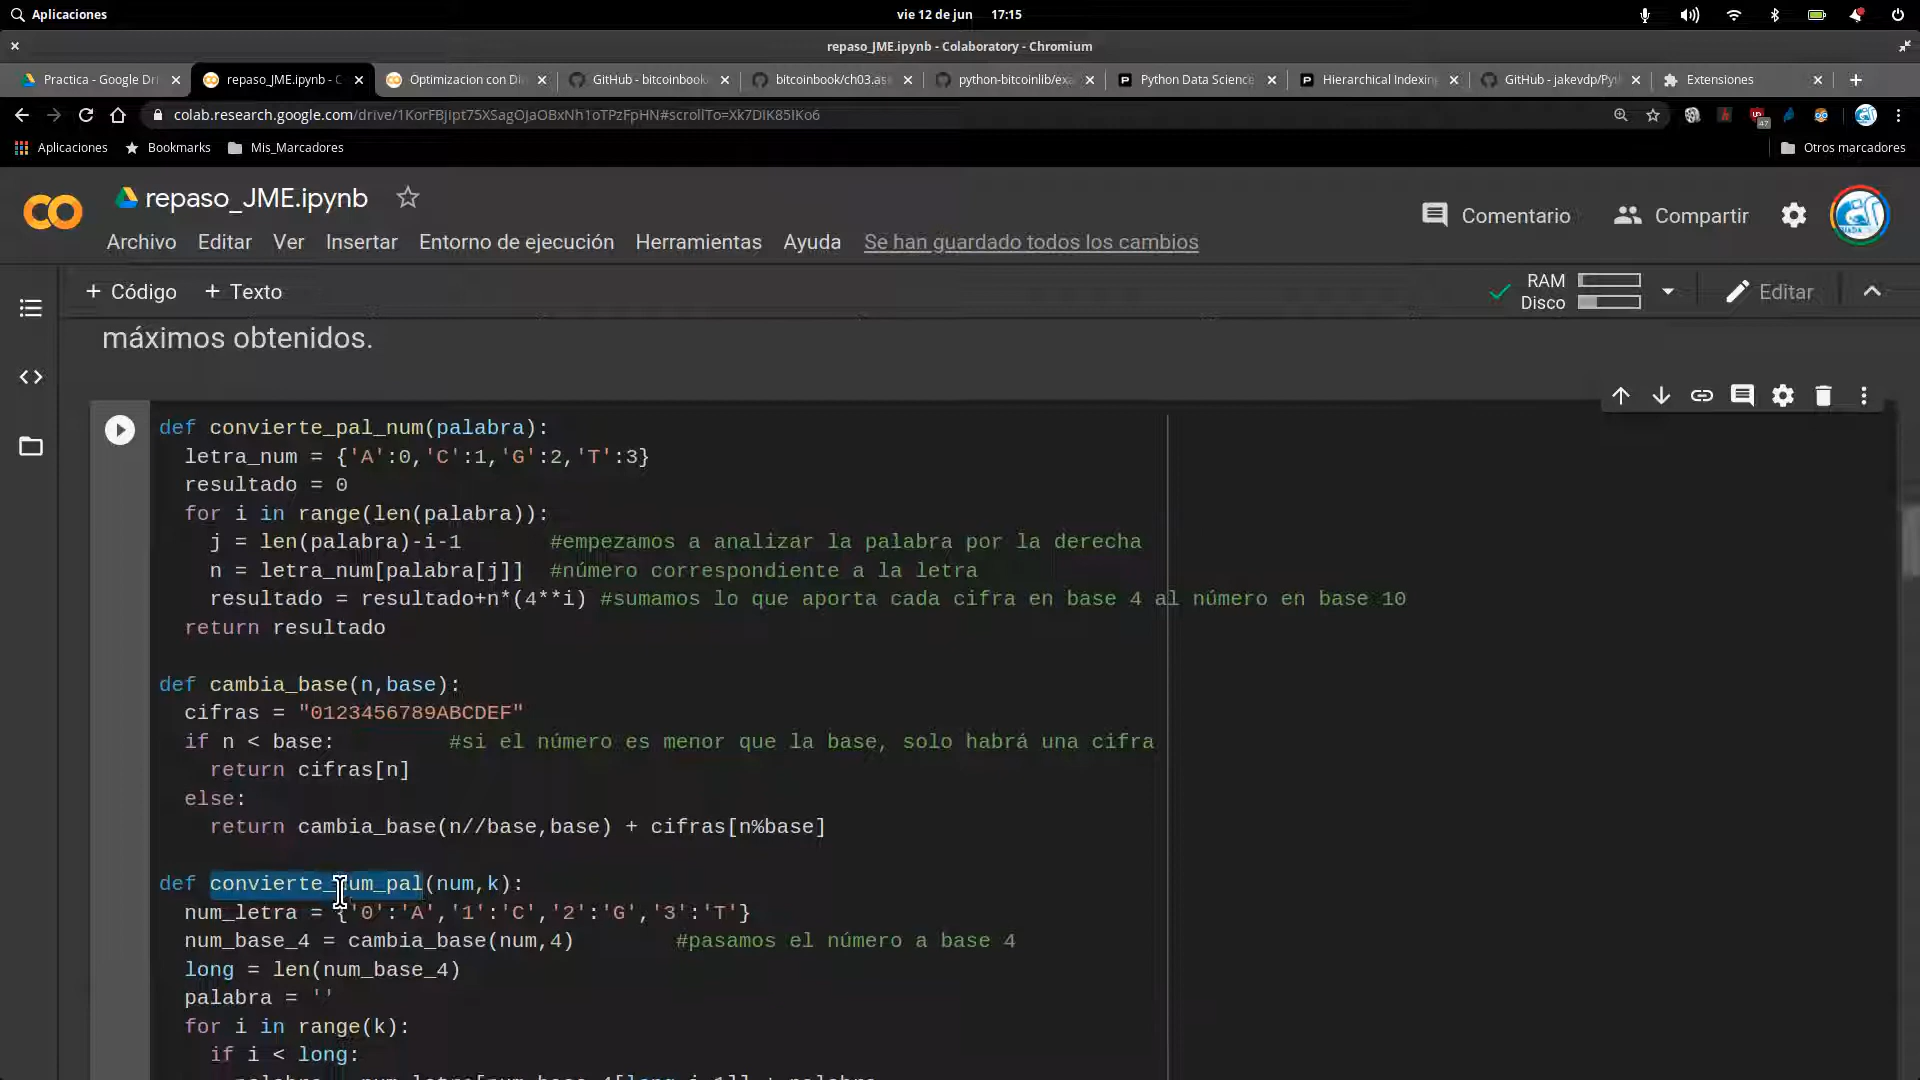 Aplicaciones
vie 12 de jun 17:15
repaso_JME.ipynb - Colaboratory - Chromium
Practica - Google Dri
repaso_JME.ipynb - C
Optimizacion con Di
GitHub - bitcoinbook
bitcoinbook/ch03.as
python-bitcoinlib/exa
Python Data Science
Hierarchical Indexing
GitHub - jakevdp/Pyt
Extensiones
colab.research.google.com/drive/1KorFBjIpt75XSagOJaOBxNh1oTPzFpHN#scrollTo=Xk7DIK85IKo6
47
Aplicaciones
Bookmarks
Mis_Marcadores
Otros marcadores
repaso_JME.ipynb
Comentario
Compartir
Archivo Editar Ver Insertar Entorno de ejecución Herramientas Ayuda Se han guardado todos los cambios
+ Código + Texto
RAM
Disco
Editar
máximos obtenidos.
def convierte_pal_num(palabra):
letra_num = {'A':0,'C':1,'G':2,'T':3}
resultado = 0
for i in range(len(palabra)):
j = len(palabra)-i-1 #empezamos a analizar la palabra por la derecha
n = letra_num[palabra[j]] #número correspondiente a la letra
resultado = resultado+n*(4**i) #sumamos lo que aporta cada cifra en base 4 al número en base 10
return resultado
def cambia_base(n,base):
cifras = "0123456789ABCDEF"
if n < base: #si el número es menor que la base, solo habrá una cifra
return cifras[n]
else:
return cambia_base(n//base,base) + cifras[n%base]
def convierte_num_pal(num,k):
num_letra = {'0':'A','1':'C','2':'G','3':'T'}
num_base_4 = cambia_base(num,4) #pasamos el número a base 4
long = len(num_base_4)
palabra = ''
for i in range(k):
if i < long:
palabra = num_letra[num_base_4[long-i-1]] + palabra